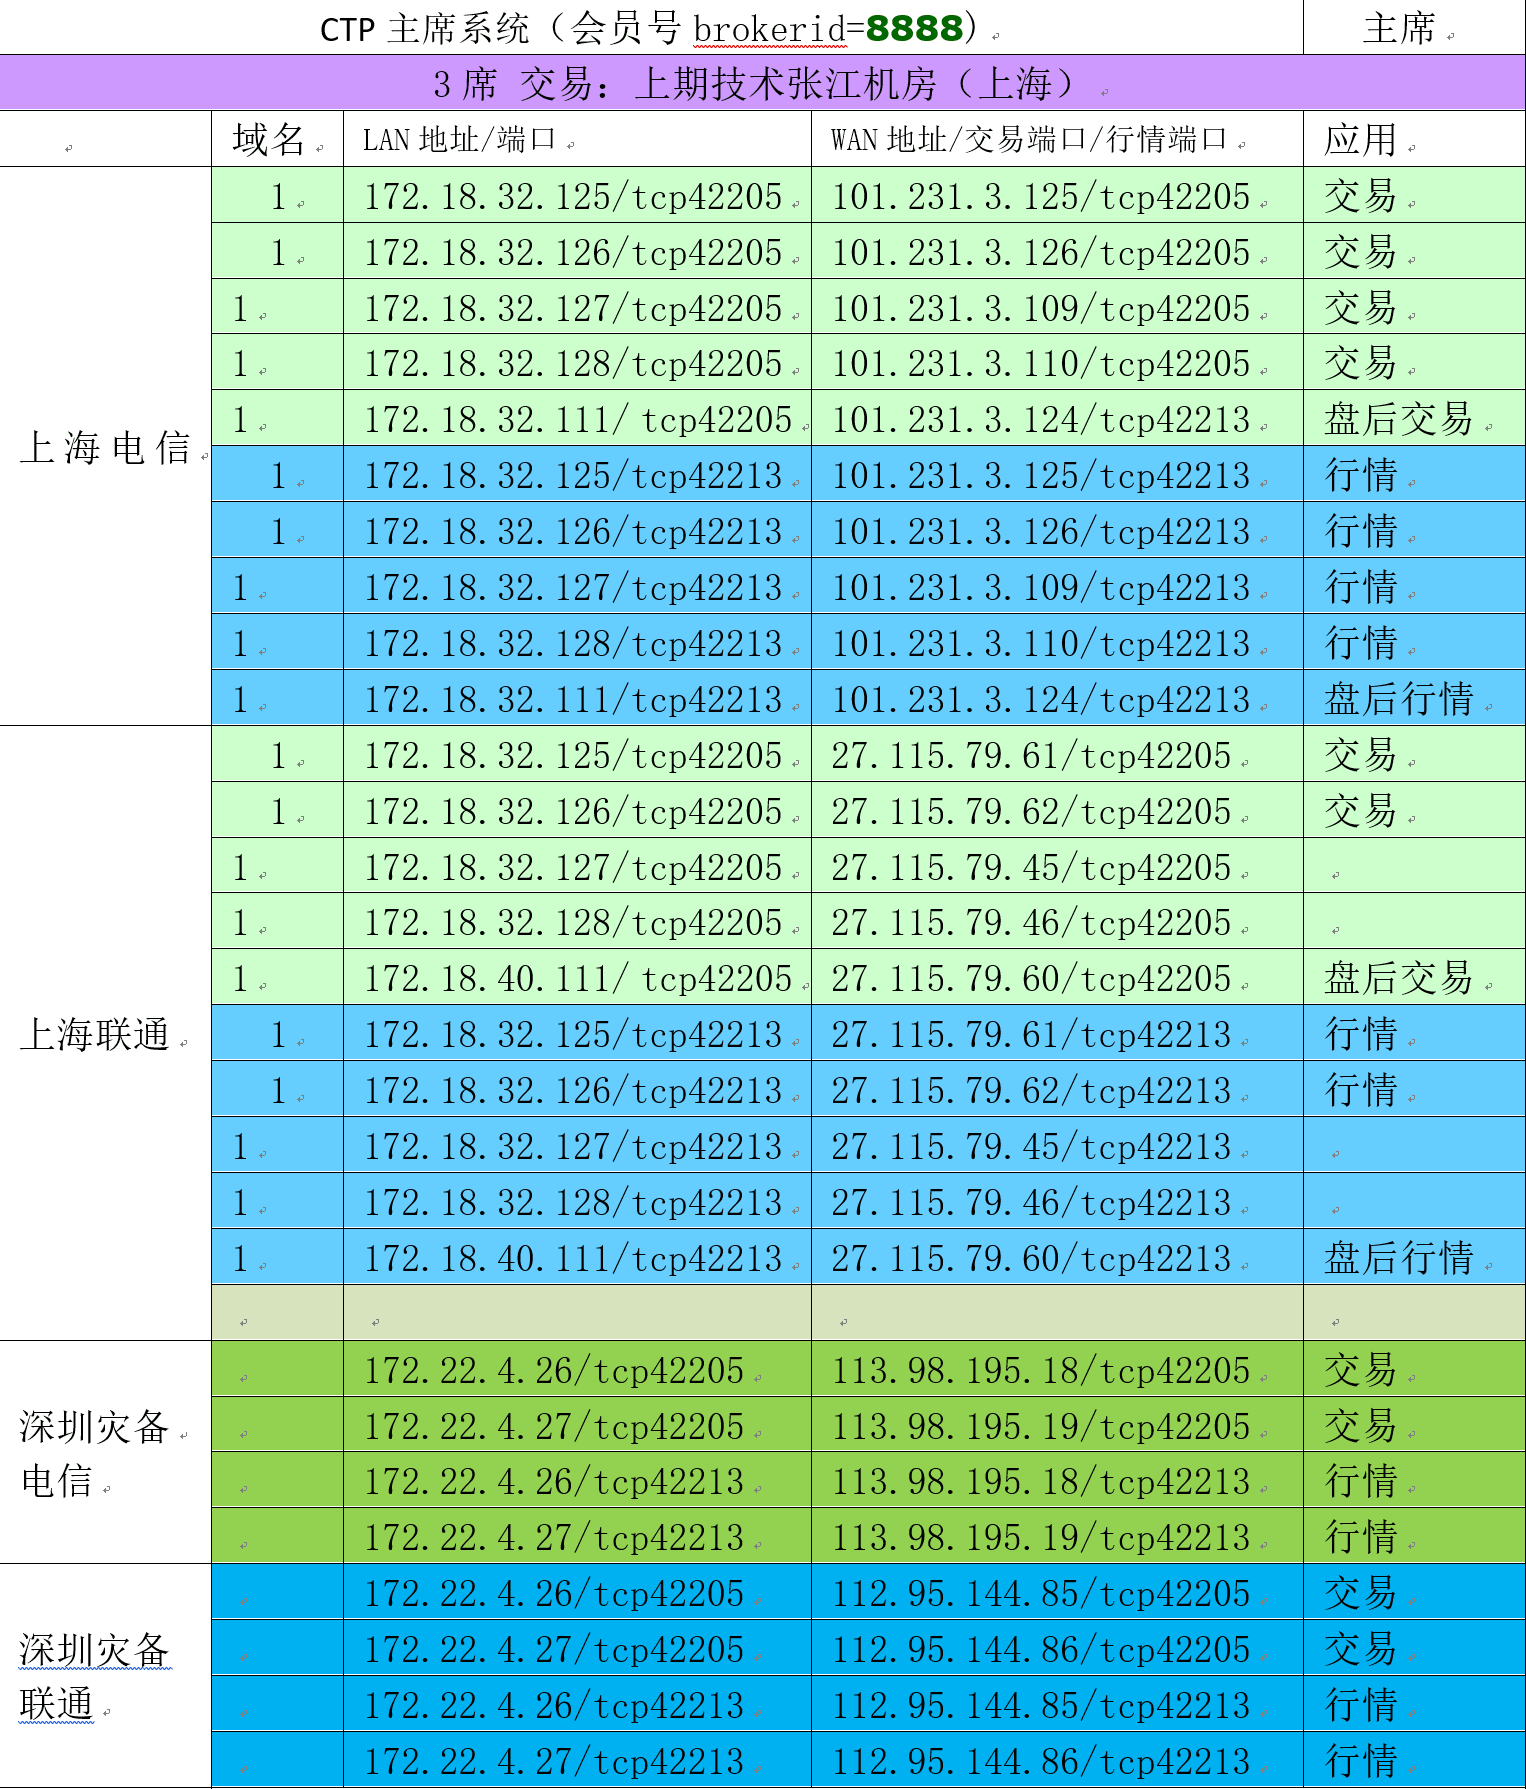 CTP 主席系统（会员号 brokerid=8888） 主席
3 席 交易：上期技术张江机房（上海）
域名 LAN 地址/端口 WAN 地址/交易端口/行情端口 应用
上海电信
1 172.18.32.125/tcp42205 101.231.3.125/tcp42205 交易
1 172.18.32.126/tcp42205 101.231.3.126/tcp42205 交易
1 172.18.32.127/tcp42205 101.231.3.109/tcp42205 交易
1 172.18.32.128/tcp42205 101.231.3.110/tcp42205 交易
1 172.18.32.111/ tcp42205 101.231.3.124/tcp42213 盘后交易
1 172.18.32.125/tcp42213 101.231.3.125/tcp42213 行情
1 172.18.32.126/tcp42213 101.231.3.126/tcp42213 行情
1 172.18.32.127/tcp42213 101.231.3.109/tcp42213 行情
1 172.18.32.128/tcp42213 101.231.3.110/tcp42213 行情
1 172.18.32.111/tcp42213 101.231.3.124/tcp42213 盘后行情
上海联通
1 172.18.32.125/tcp42205 27.115.79.61/tcp42205 交易
1 172.18.32.126/tcp42205 27.115.79.62/tcp42205 交易
1 172.18.32.127/tcp42205 27.115.79.45/tcp42205
1 172.18.32.128/tcp42205 27.115.79.46/tcp42205
1 172.18.40.111/ tcp42205 27.115.79.60/tcp42205 盘后交易
1 172.18.32.125/tcp42213 27.115.79.61/tcp42213 行情
1 172.18.32.126/tcp42213 27.115.79.62/tcp42213 行情
1 172.18.32.127/tcp42213 27.115.79.45/tcp42213
1 172.18.32.128/tcp42213 27.115.79.46/tcp42213
1 172.18.40.111/tcp42213 27.115.79.60/tcp42213 盘后行情
深圳灾备
电信
172.22.4.26/tcp42205 113.98.195.18/tcp42205 交易
172.22.4.27/tcp42205 113.98.195.19/tcp42205 交易
172.22.4.26/tcp42213 113.98.195.18/tcp42213 行情
172.22.4.27/tcp42213 113.98.195.19/tcp42213 行情
深圳灾备
联通
172.22.4.26/tcp42205 112.95.144.85/tcp42205 交易
172.22.4.27/tcp42205 112.95.144.86/tcp42205 交易
172.22.4.26/tcp42213 112.95.144.85/tcp42213 行情
172.22.4.27/tcp42213 112.95.144.86/tcp42213 行情